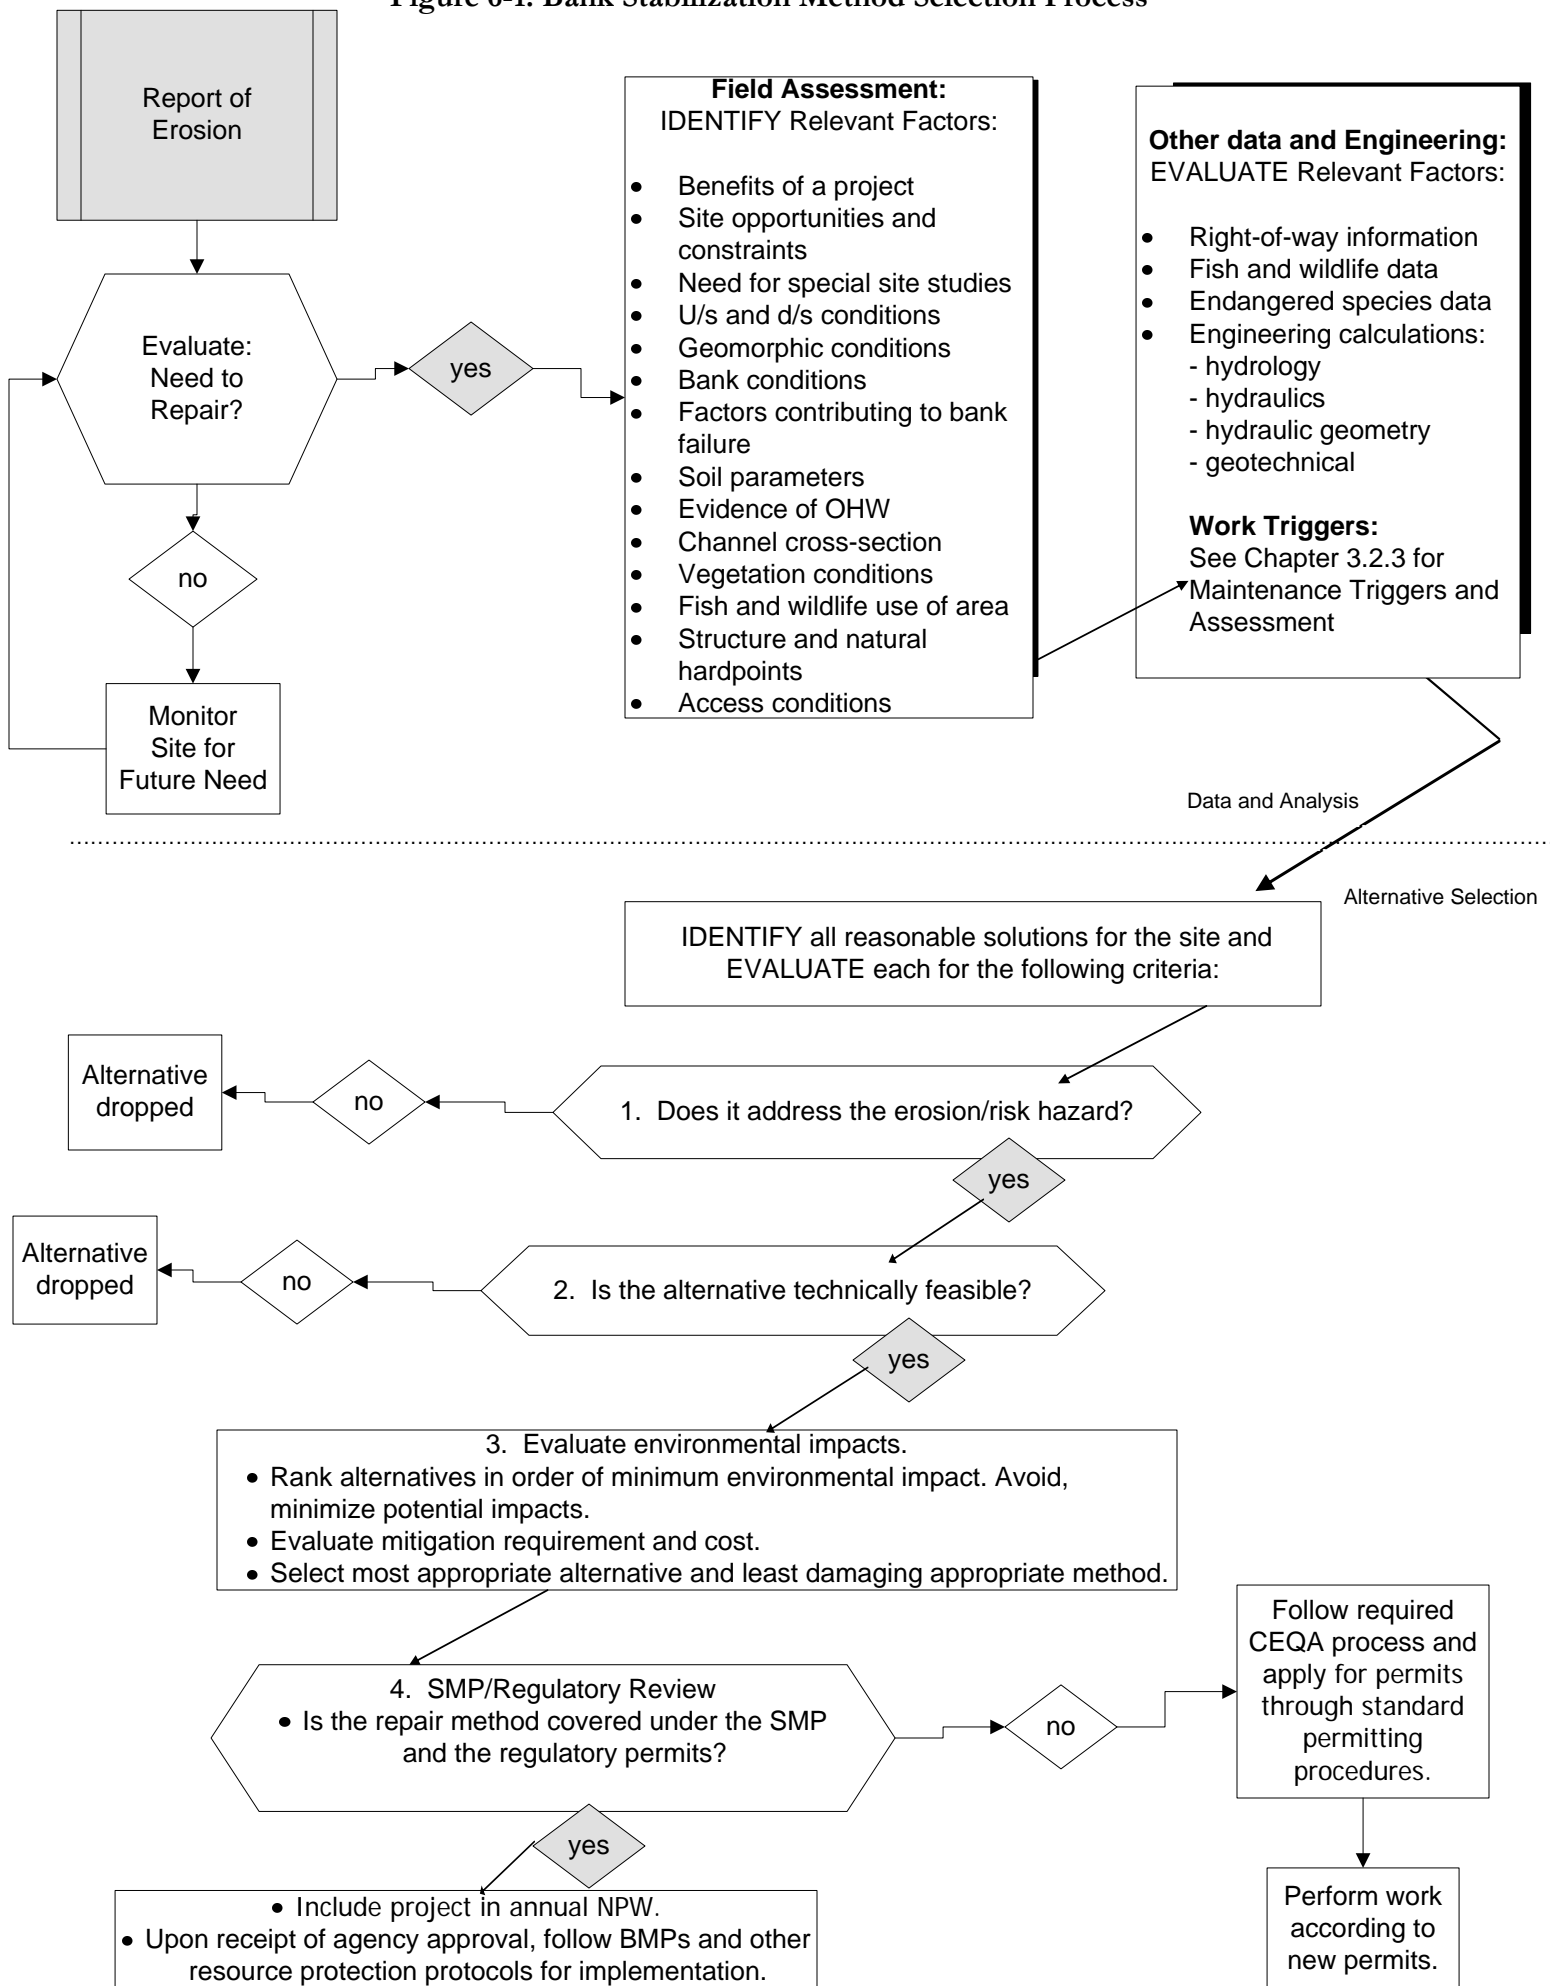 Figure 6-1. Bank Stabilization Method Selection Process
Report of
Erosion
Evaluate:
Need to
Repair?
yes
no
Monitor
Site for
Future Need
Field Assessment:
IDENTIFY Relevant Factors:
• Benefits of a project
• Site opportunities and
constraints
• Need for special site studies
• U/s and d/s conditions
• Geomorphic conditions
• Bank conditions
• Factors contributing to bank
failure
• Soil parameters
• Evidence of OHW
• Channel cross-section
• Vegetation conditions
• Fish and wildlife use of area
• Structure and natural
hardpoints
• Access conditions
Other data and Engineering:
EVALUATE Relevant Factors:
• Right-of-way information
• Fish and wildlife data
• Endangered species data
• Engineering calculations:
- hydrology
- hydraulics
- hydraulic geometry
- geotechnical
Work Triggers:
See Chapter 3.2.3 for
Maintenance Triggers and
Assessment
Data and Analysis
Alternative Selection
IDENTIFY all reasonable solutions for the site and
EVALUATE each for the following criteria:
1. Does it address the erosion/risk hazard?
no
Alternative
dropped
yes
2. Is the alternative technically feasible?
no
Alternative
dropped
yes
3. Evaluate environmental impacts.
• Rank alternatives in order of minimum environmental impact. Avoid,
minimize potential impacts.
• Evaluate mitigation requirement and cost.
• Select most appropriate alternative and least damaging appropriate method.
4. SMP/Regulatory Review
• Is the repair method covered under the SMP
and the regulatory permits?
no
Follow required
CEQA process and
apply for permits
through standard
permitting
procedures.
Perform work
according to
new permits.
yes
• Include project in annual NPW.
• Upon receipt of agency approval, follow BMPs and other
resource protection protocols for implementation.